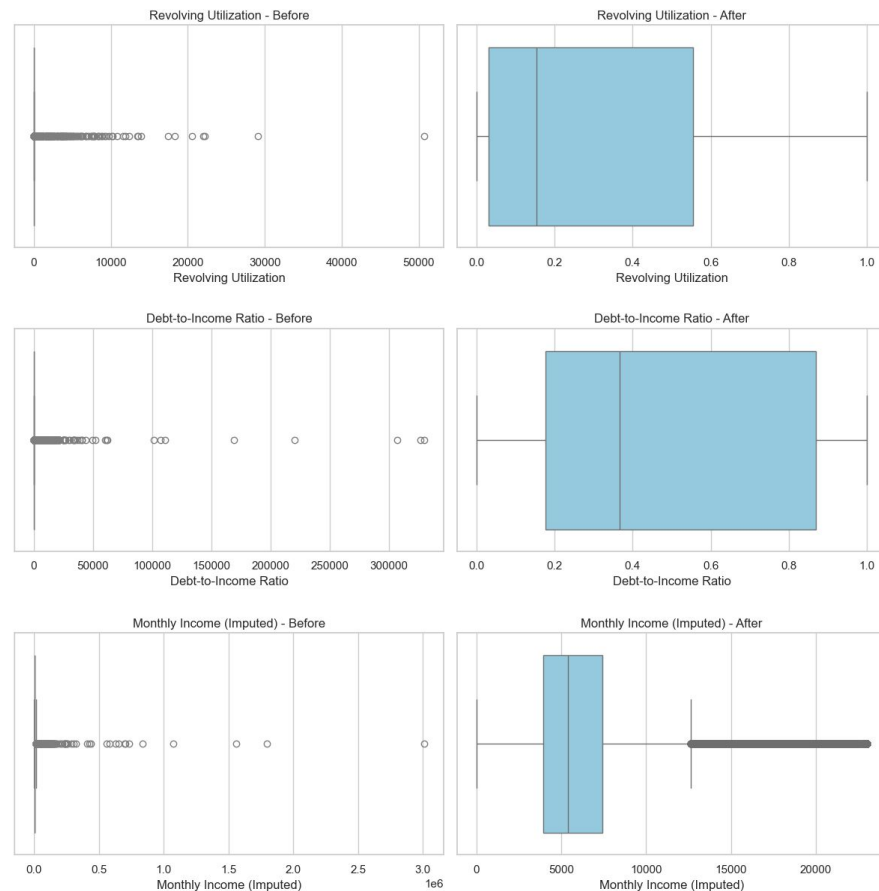 Revolving Utilization - Before
Revolving Utilization - After
0 10000 20000 30000 40000 50000
0.0 0.2 0.4 0.6 0.8 1.0
Revolving Utilization
Revolving Utilization
Debt-to-Income Ratio - Before
Debt-to-Income Ratio - After
0 50000 100000 150000 200000 250000 300000
0.0 0.2 0.4 0.6 0.8 1.0
Debt-to-Income Ratio
Debt-to-Income Ratio
Monthly Income (Imputed) - Before
Monthly Income (Imputed) - After
0.0 0.5 1.0 1.5 2.0 2.5 3.0
0 5000 10000 15000 20000
Monthly Income (Imputed)
1e6
Monthly Income (Imputed)